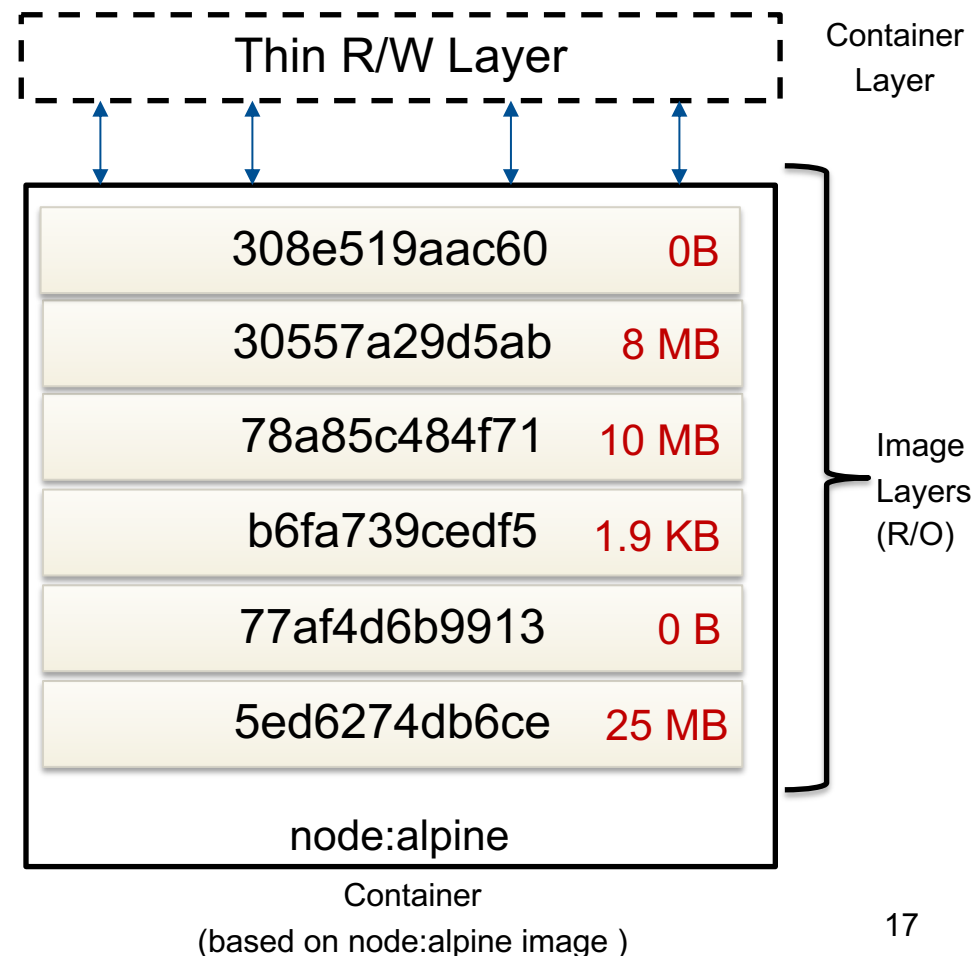 Thin R/W Layer
Container
Layer
308e519aac60 0B
30557a29d5ab 8 MB
78a85c484f71 10 MB
b6fa739cedf5 1.9 KB
77af4d6b9913 0 B
5ed6274db6ce 25 MB
Image
Layers
(R/O)
node:alpine
Container
(based on node:alpine image )
17